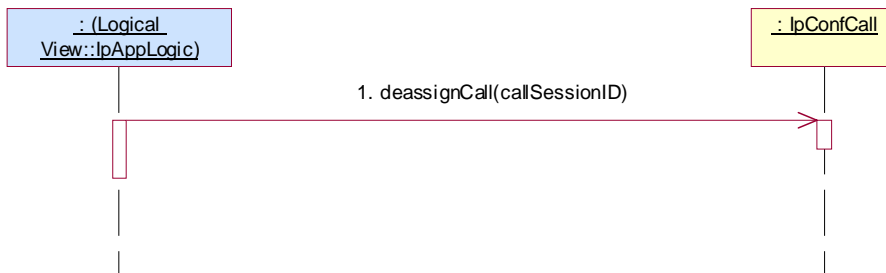 : (Logical
View::IpAppLogic)
: IpConfCall
1. deassignCall(callSessionID)